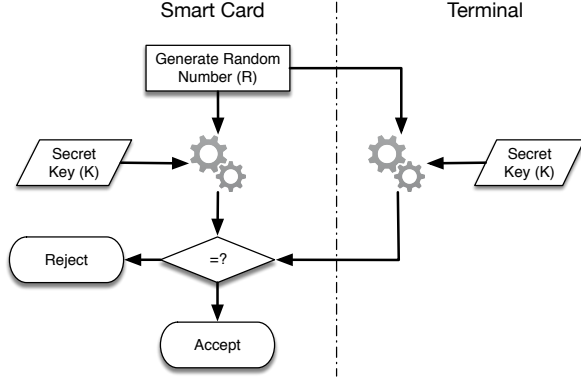 Smart Card
Terminal
Generate Random
Number (R)
Secret
Key (K)
Secret
Key (K)
Reject
=?
Accept